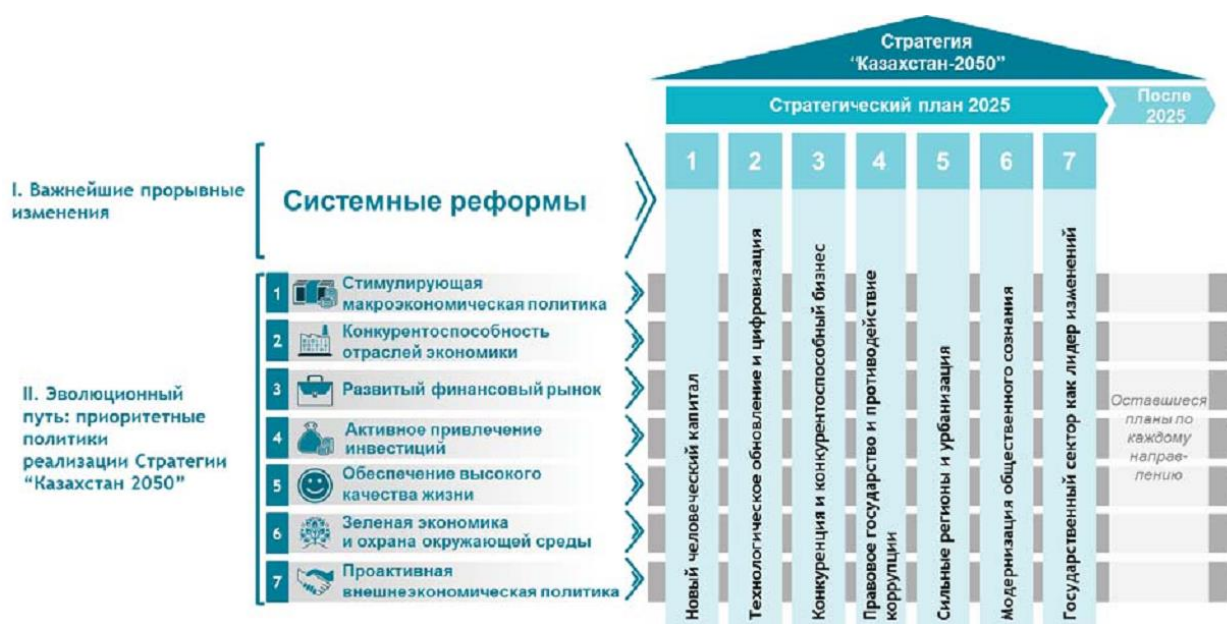 Стратегия
“Казахстан-2050”
Стратегический план 2025
После
2025
I. Важнейшие прорывные
изменения
Системные реформы
1
2
3
4
5
6
7
Новый человеческий капитал
Технологическое обновление и цифровизация
Конкуренция и конкурентоспособный бизнес
Правовое государство и противодействие
коррупции
Сильные регионы и урбанизация
Модернизация общественного сознания
Государственный сектор как лидер изменений
II. Эволюционный
путь: приоритетные
политики
реализации Стратегии
“Казахстан 2050”
1
Стимулирующая
макроэкономическая политика
2
Конкурентоспособность
отраслей экономики
3
Развитый финансовый рынок
4
Активное привлечение
инвестиций
5
Обеспечение высокого
качества жизни
6
Зеленая экономика
и охрана окружающей среды
7
Проактивная
внешнеэкономическая политика
Оставшиеся
планы по
каждому
направ-
лению